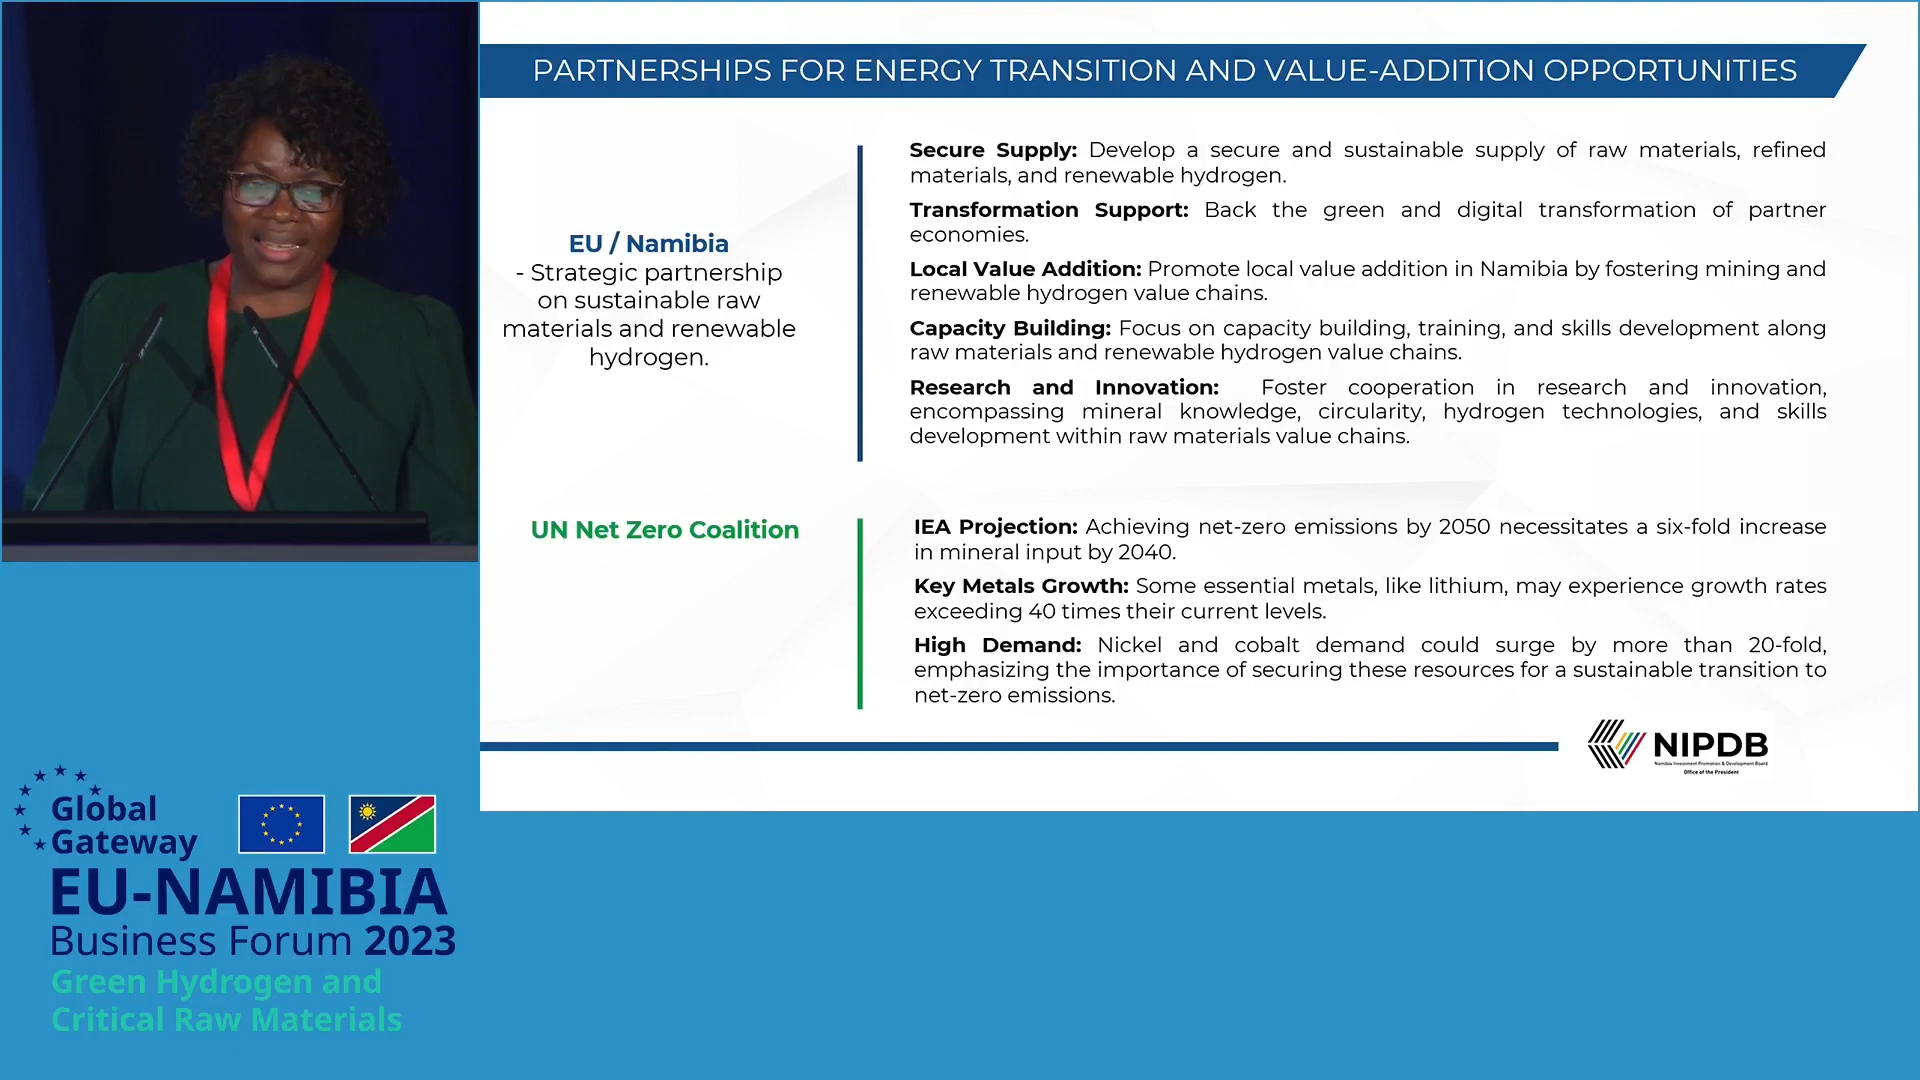 PARTNERSHIPS FOR ENERGY TRANSITION AND VALUE-ADDITION OPPORTUNITIES
EU / Namibia
- Strategic partnership
on sustainable raw
materials and renewable
hydrogen.
Secure Supply: Develop a secure and sustainable supply of raw materials, refined
materials, and renewable hydrogen.
Transformation Support: Back the green and digital transformation of partner
economies.
Local Value Addition: Promote local value addition in Namibia by fostering mining and
renewable hydrogen value chains.
Capacity Building: Focus on capacity building, training, and skills development along
raw materials and renewable hydrogen value chains.
Research and Innovation: Foster cooperation in research and innovation,
encompassing mineral knowledge, circularity, hydrogen technologies, and skills
development within raw materials value chains.
UN Net Zero Coalition
IEA Projection: Achieving net-zero emissions by 2050 necessitates a six-fold increase
in mineral input by 2040.
Key Metals Growth: Some essential metals, like lithium, may experience growth rates
exceeding 40 times their current levels.
High Demand: Nickel and cobalt demand could surge by more than 20-fold,
emphasizing the importance of securing these resources for a sustainable transition to
net-zero emissions.
NIPDB
Namibia Investment Promotion & Development Board
Office of the President
Global
Gateway
EU-NAMIBIA
Business Forum 2023
Green Hydrogen and
Critical Raw Materials